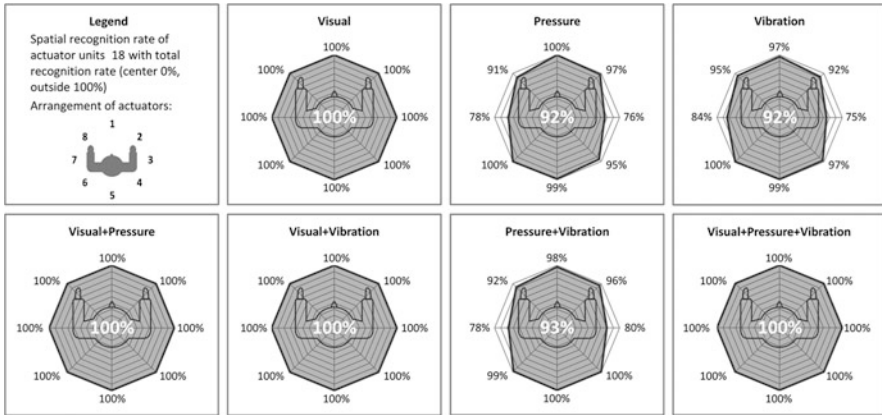 Legend
Spatial recognition rate of
actuator units 18 with total
recognition rate (center 0%,
outside 100%)
Arrangement of actuators:
1
8 2
7 3
6 4
5
Visual
100%
100% 100%
100% 100% 100%
100% 100%
100%
Pressure
100%
91% 97%
78% 92% 76%
100% 95%
99%
Vibration
97%
95% 92%
84% 92% 75%
100% 97%
99%
Visual+Pressure
100%
100% 100%
100% 100% 100%
100% 100%
100%
Visual+Vibration
100%
100% 100%
100% 100% 100%
100% 100%
100%
Pressure+Vibration
98%
92% 96%
78% 93% 80%
99% 100%
100%
Visual+Pressure+Vibration
100%
100% 100%
100% 100% 100%
100% 100%
100%